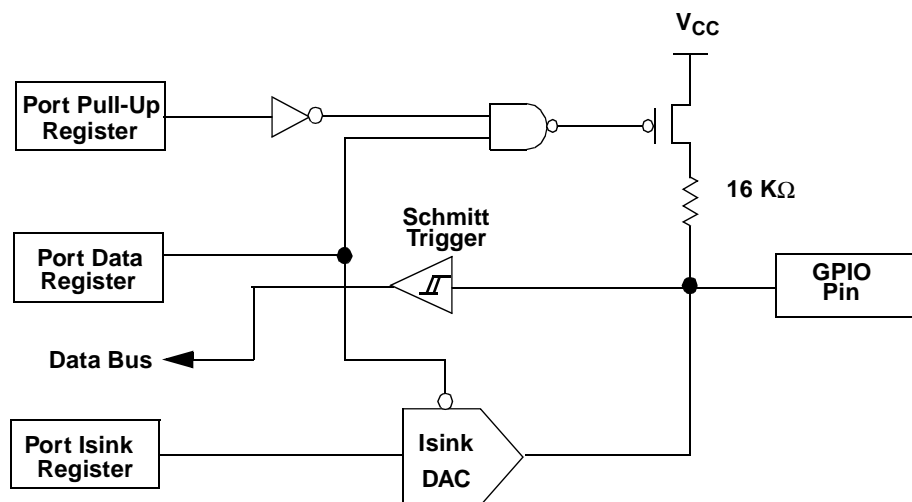 VCC
Port Pull-Up
Register
16 KΩ
Schmitt
Trigger
Port Data
Register
GPIO
Pin
Data Bus
Port Isink
Register
Isink
DAC